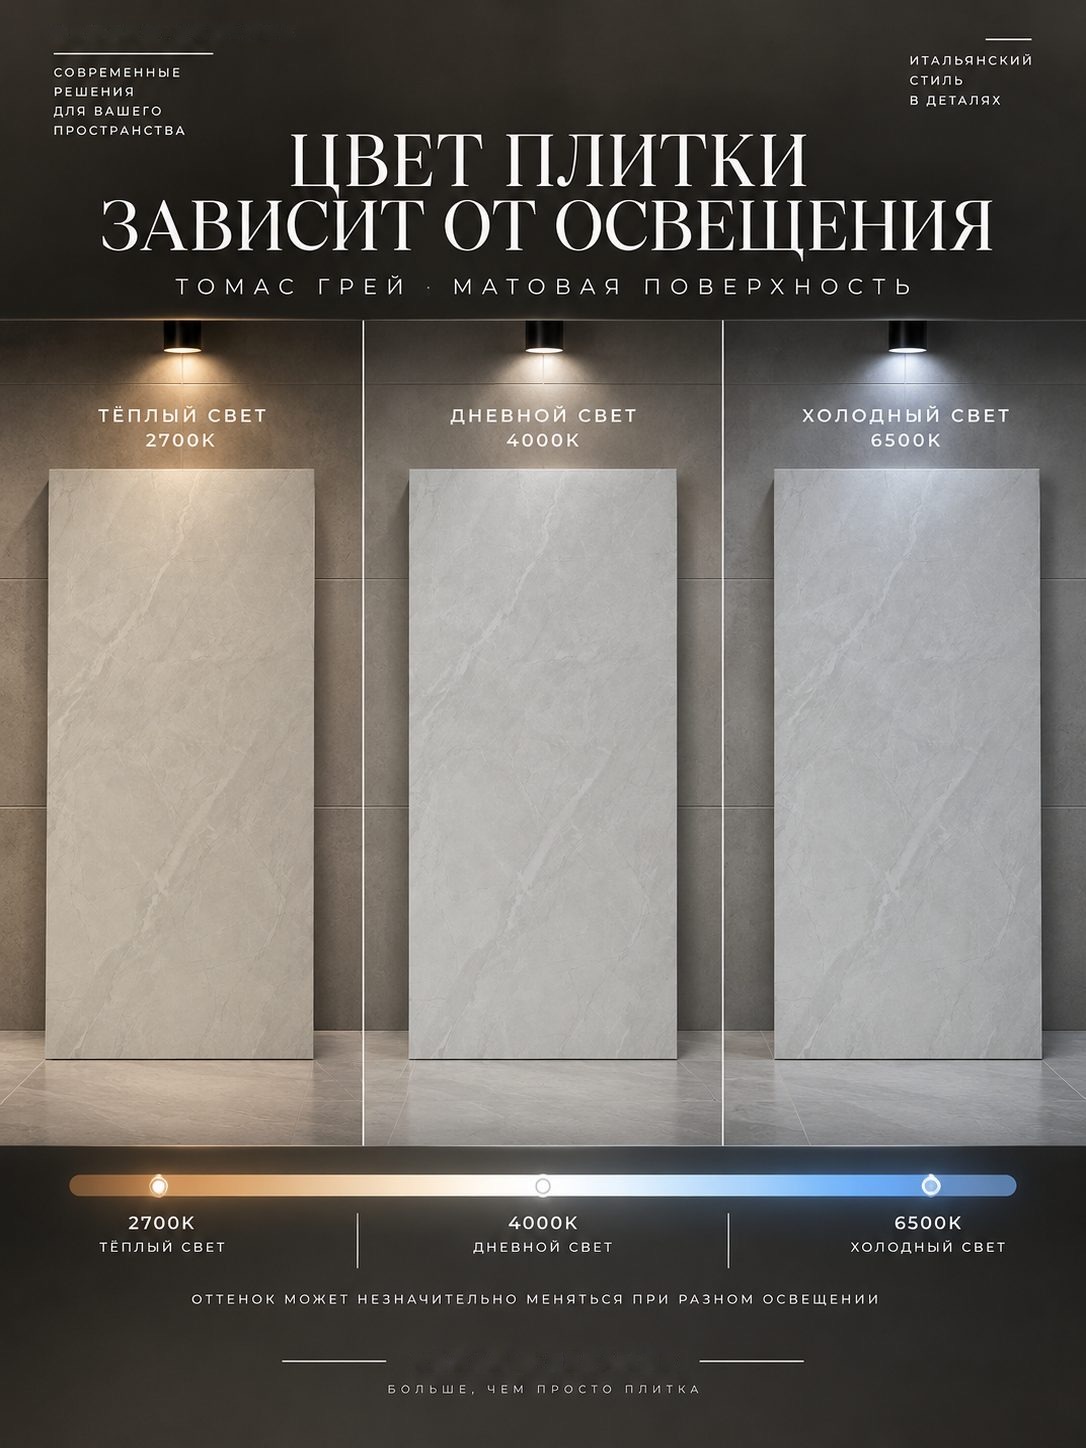 СОВРЕМЕННЫЕ
РЕШЕНИЯ
ДЛЯ ВАШЕГО
ПРОСТРАНСТВА
ИТАЛЬЯНСКИЙ
СТИЛЬ
В ДЕТАЛЯХ
ЦВЕТ ПЛИТКИ
ЗАВИСИТ ОТ ОСВЕЩЕНИЯ
ТОМАС ГРЕЙ · МАТОВАЯ ПОВЕРХНОСТЬ
ТЁПЛЫЙ СВЕТ
2700K
ДНЕВНОЙ СВЕТ
4000K
ХОЛОДНЫЙ СВЕТ
6500K
2700K
ТЁПЛЫЙ СВЕТ
4000K
ДНЕВНОЙ СВЕТ
6500K
ХОЛОДНЫЙ СВЕТ
ОТТЕНОК МОЖЕТ НЕЗНАЧИТЕЛЬНО МЕНЯТЬСЯ ПРИ РАЗНОМ ОСВЕЩЕНИИ
БОЛЬШЕ, ЧЕМ ПРОСТО ПЛИТКА